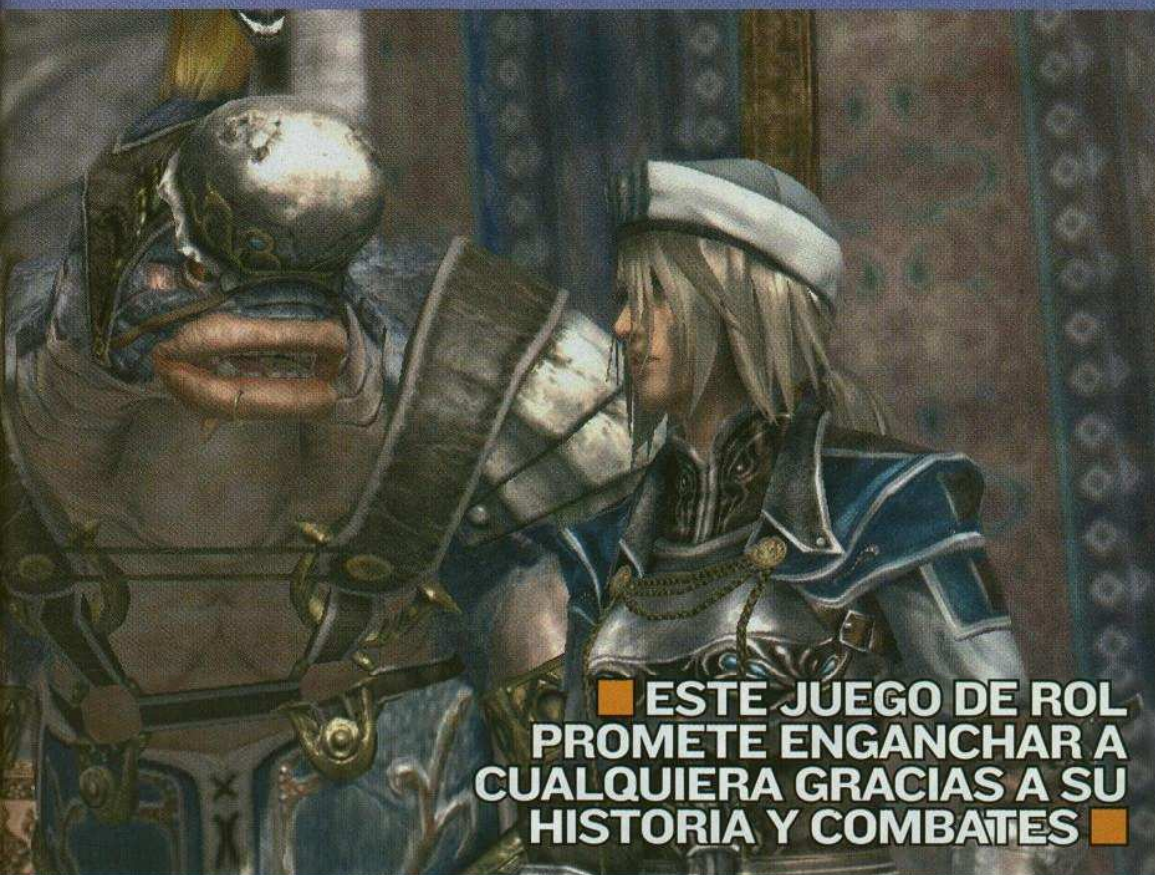 ESTE JUEGO DE ROL
PROMETE ENGANCHAR A
CUALQUIERA GRACIAS A SU
HISTORIA Y COMBATES